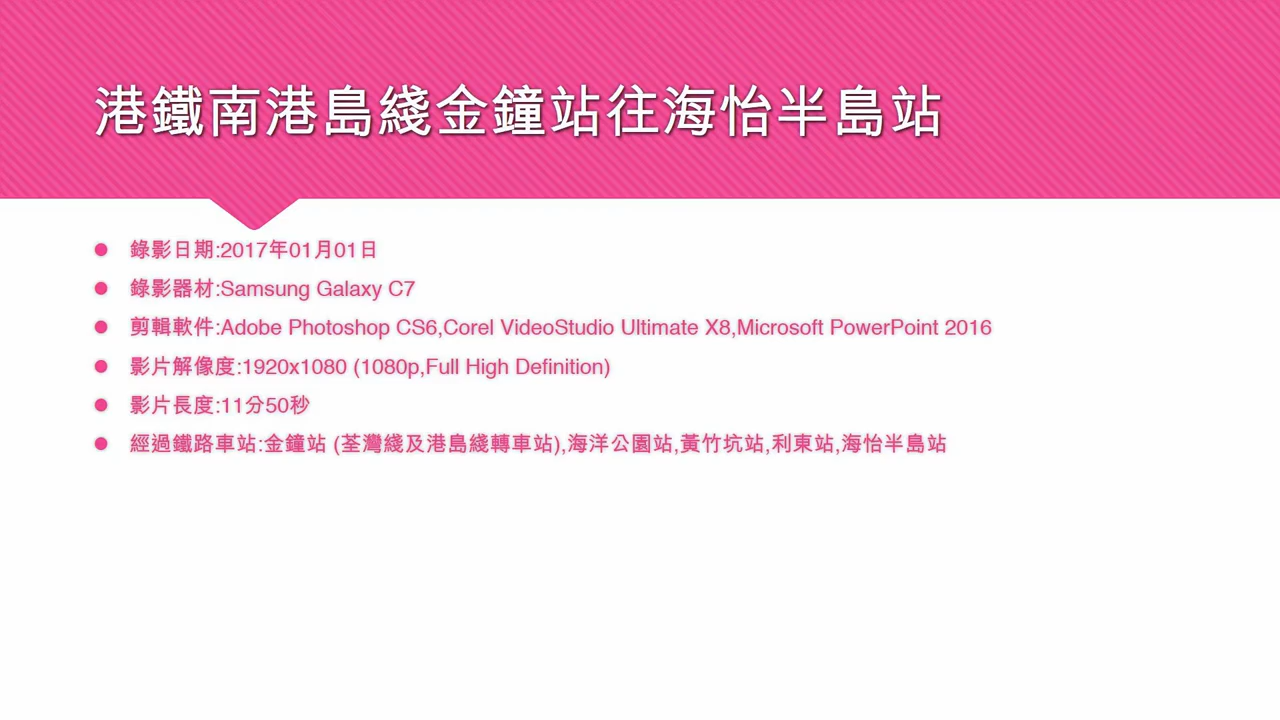 港鐵南港島綫金鐘站往海怡半島站
錄影日期:2017年01月01日
錄影器材:Samsung Galaxy C7
剪輯軟件:Adobe Photoshop CS6,Corel VideoStudio Ultimate X8,Microsoft PowerPoint 2016
影片解像度:1920x1080 (1080p,Full High Definition)
影片長度:11分50秒
經過鐵路車站:金鐘站 (荃灣綫及港島綫轉車站),海洋公園站,黃竹坑站,利東站,海怡半島站